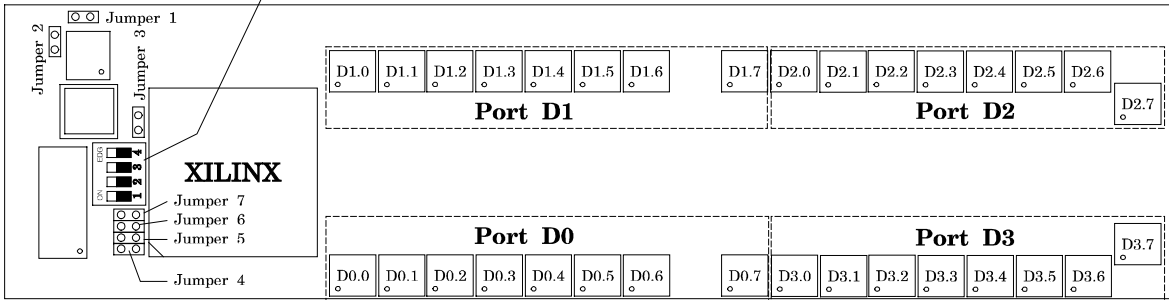 Jumper 1
Jumper 2
Jumper 3
D1.0 D1.1 D1.2 D1.3 D1.4 D1.5 D1.6 D1.7 D2.0 D2.1 D2.2 D2.3 D2.4 D2.5 D2.6
D2.7
Port D1
Port D2
EDG
ON
4
3
2
1
XILINX
Jumper 7
Jumper 6
Jumper 5
Jumper 4
Port D0
Port D3
D3.7
D0.0 D0.1 D0.2 D0.3 D0.4 D0.5 D0.6 D0.7 D3.0 D3.1 D3.2 D3.3 D3.4 D3.5 D3.6